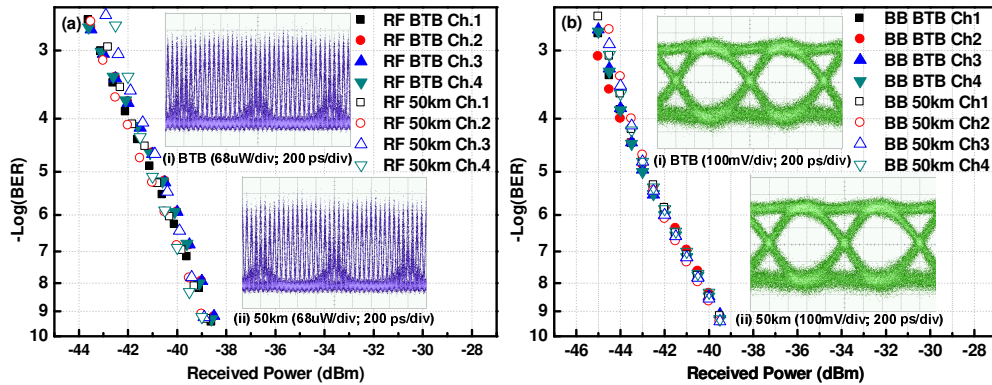 (a)
RF BTB Ch.1
RF BTB Ch.2
RF BTB Ch.3
RF BTB Ch.4
RF 50km Ch.1
RF 50km Ch.2
RF 50km Ch.3
RF 50km Ch.4
(i) BTB (68uW/div; 200 ps/div)
(ii) 50km (68uW/div; 200 ps/div)
-Log(BER)
3
4
5
6
7
8
9
10
-44 -42 -40 -38 -36 -34 -32 -30 -28
Received Power (dBm)
(b)
BB BTB Ch1
BB BTB Ch2
BB BTB Ch3
BB BTB Ch4
BB 50km Ch1
BB 50km Ch2
BB 50km Ch3
BB 50km Ch4
(i) BTB (100mV/div; 200 ps/div)
(ii) 50km (100mV/div; 200 ps/div)
-Log(BER)
3
4
5
6
7
8
9
10
-46 -44 -42 -40 -38 -36 -34 -32 -30 -28
Received Power (dBm)